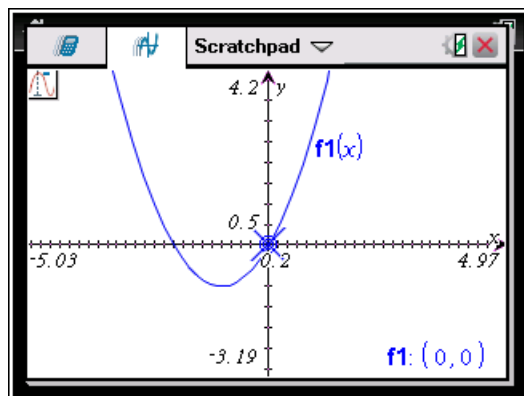 Scratchpad
4.2 y
f1(x)
0.5
x
-5.03 0.2 4.97
-3.19
f1: (0,0)